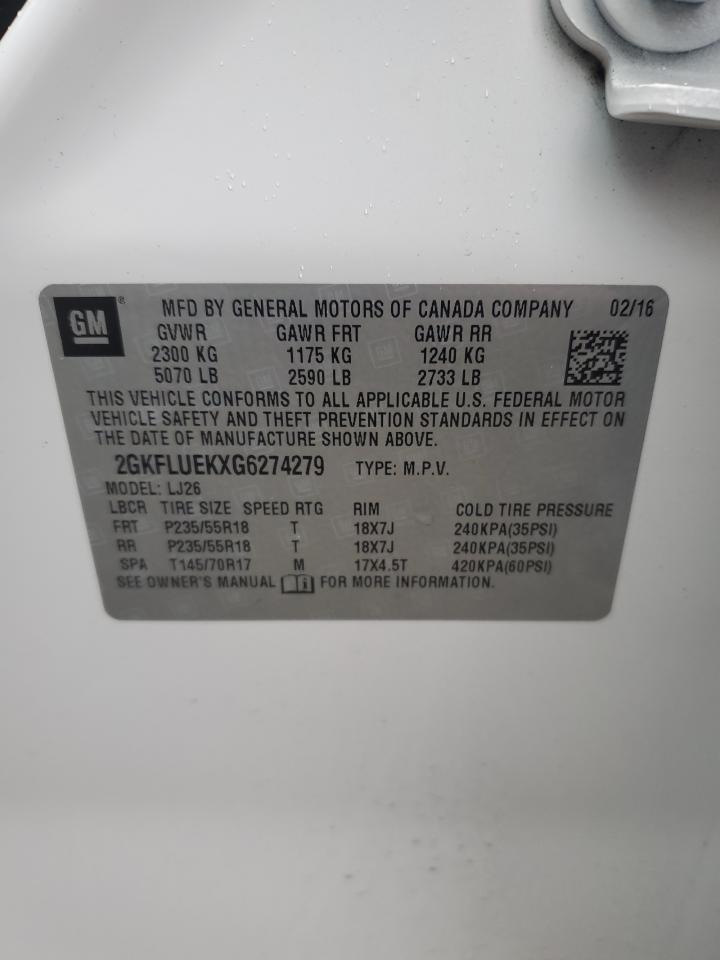 GM ® MFD BY GENERAL MOTORS OF CANADA COMPANY 02/16
GVWR GAWR FRT GAWR RR
2300 KG 1175 KG 1240 KG
5070 LB 2590 LB 2733 LB
THIS VEHICLE CONFORMS TO ALL APPLICABLE U.S. FEDERAL MOTOR
VEHICLE SAFETY AND THEFT PREVENTION STANDARDS IN EFFECT ON
THE DATE OF MANUFACTURE SHOWN ABOVE.
2GKFLUEKXG6274279 TYPE: M.P.V.
MODEL: LJ26
LBCR TIRE SIZE SPEED RTG RIM COLD TIRE PRESSURE
FRT P235/55R18 T 18X7J 240KPA(35PSI)
RR P235/55R18 T 18X7J 240KPA(35PSI)
SPA T145/70R17 M 17X4.5T 420KPA(60PSI)
SEE OWNER'S MANUAL FOR MORE INFORMATION.